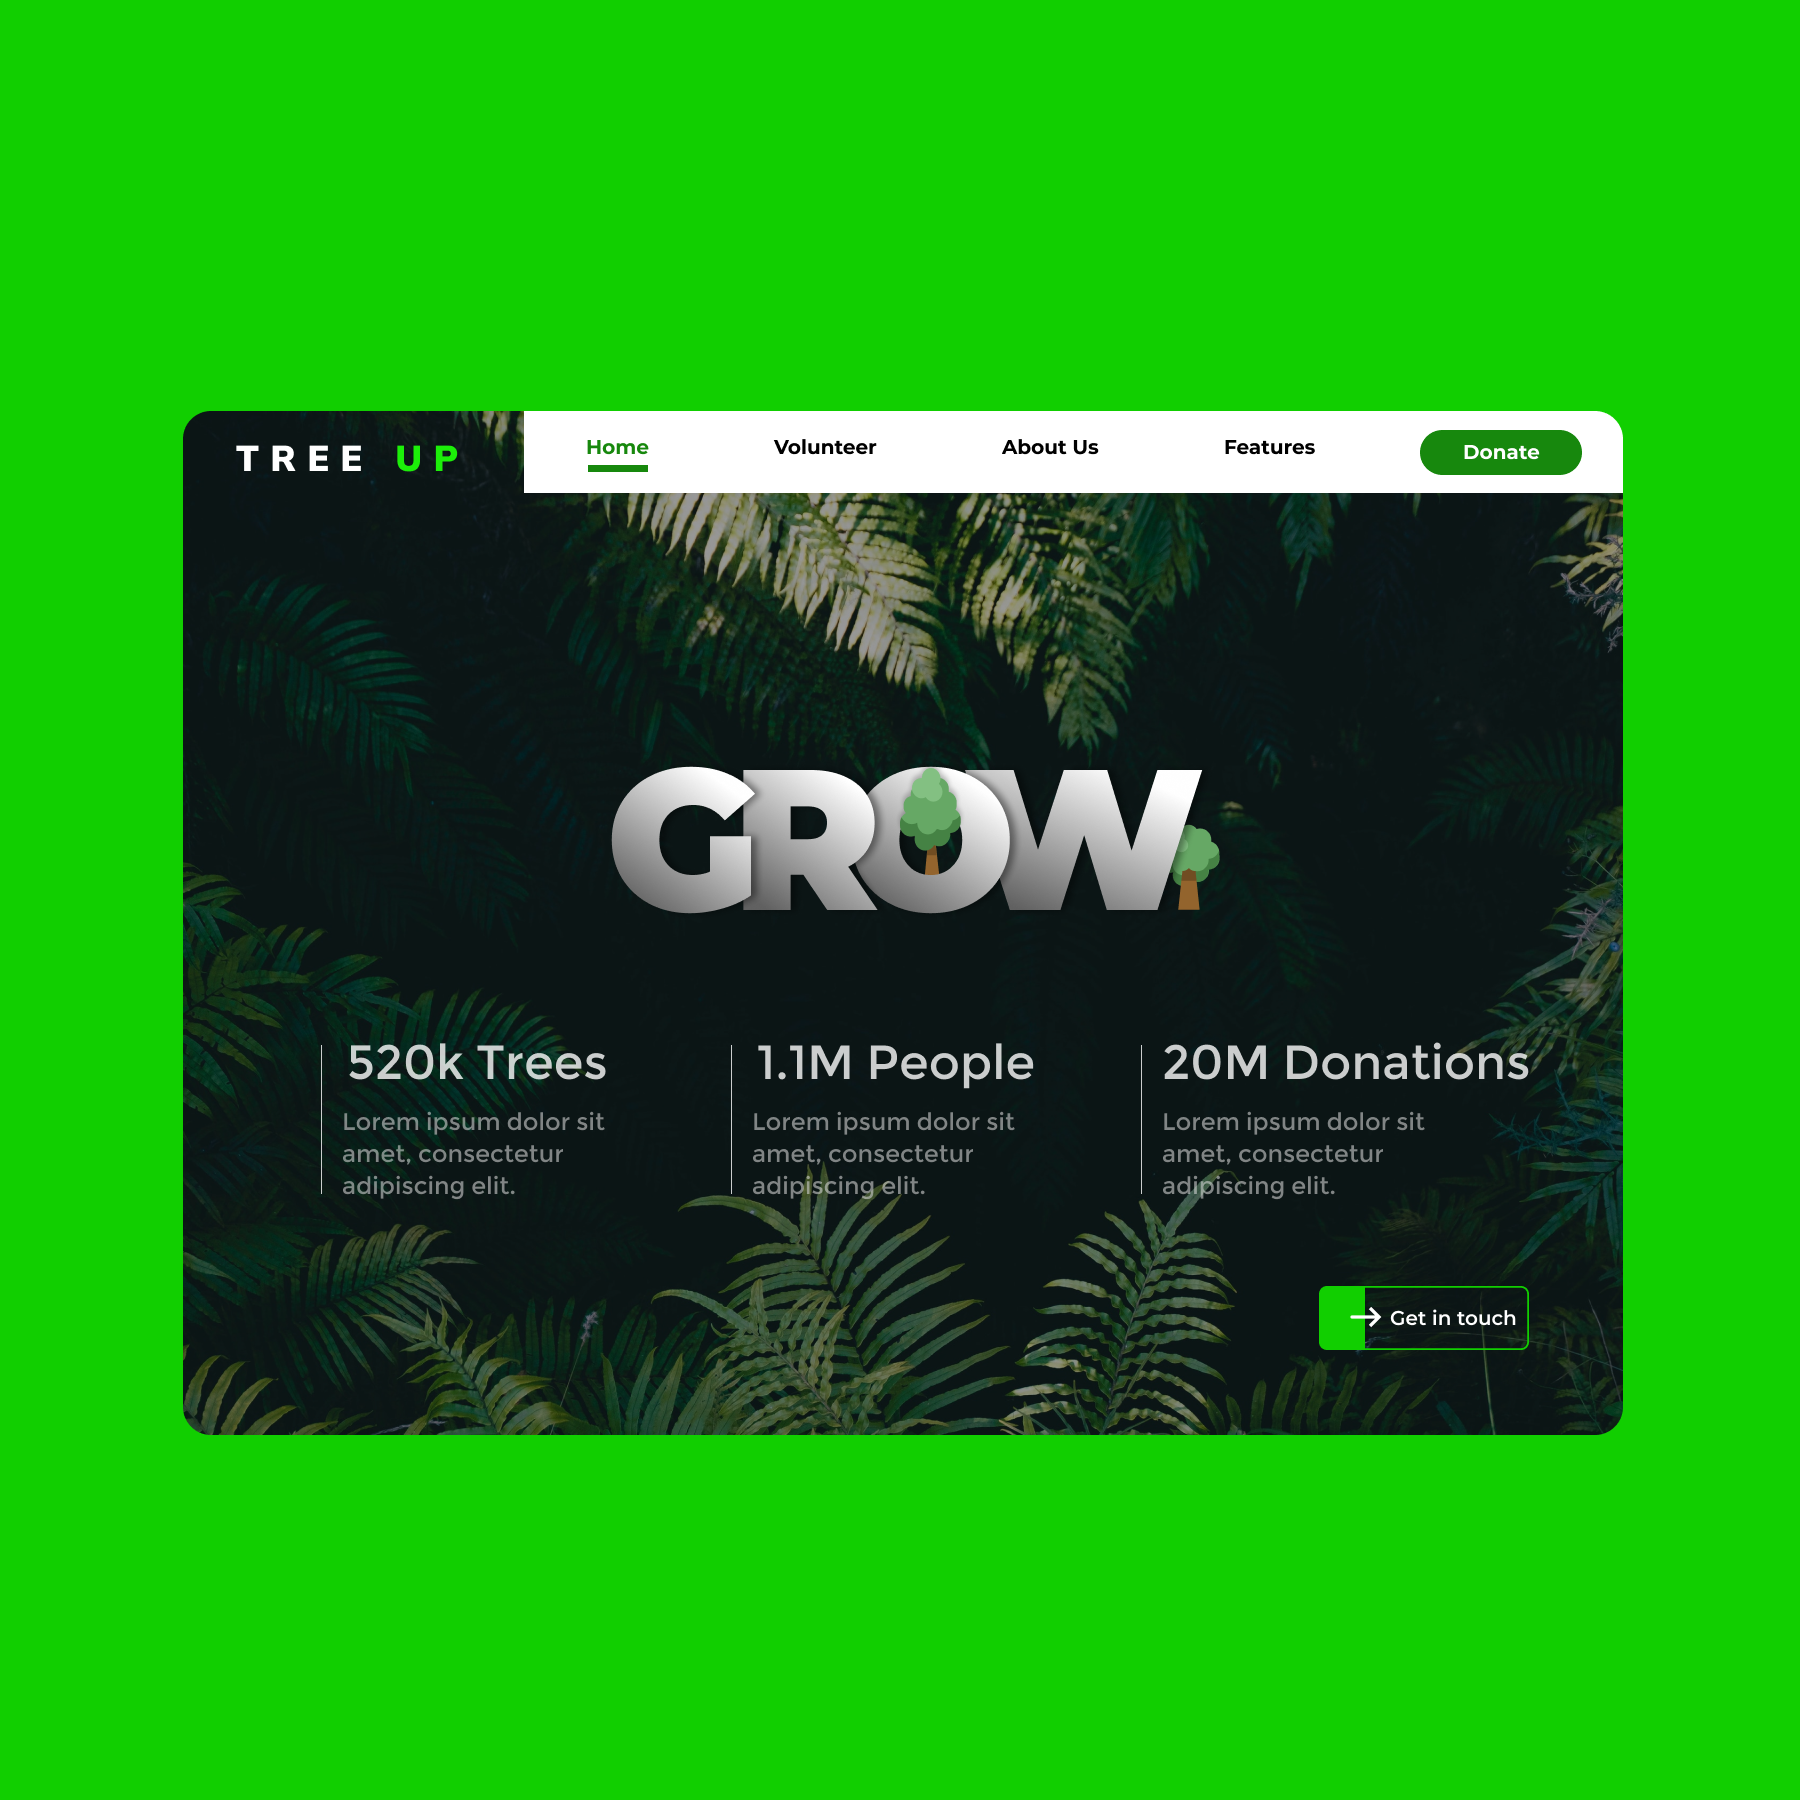 TREE UP
Home
Volunteer
About Us
Features
Donate
GROW
520k Trees
Lorem ipsum dolor sit
amet, consectetur
adipiscing elit.
1.1M People
Lorem ipsum dolor sit
amet, consectetur
adipiscing elit.
20M Donations
Lorem ipsum dolor sit
amet, consectetur
adipiscing elit.
Get in touch